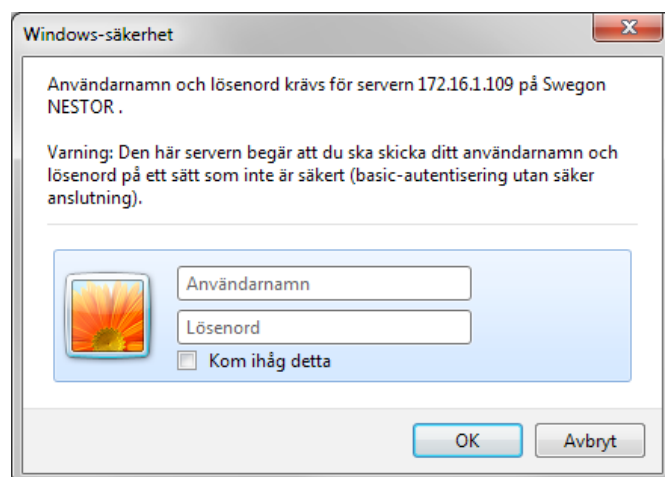 Windows-säkerhet
Användarnamn och lösenord krävs för servern 172.16.1.109 på Swegon
NESTOR .
Varning: Den här servern begär att du ska skicka ditt användarnamn och
lösenord på ett sätt som inte är säkert (basic-autentisering utan säker
anslutning).
Användarnamn
Lösenord
Kom ihåg detta
OK Avbryt